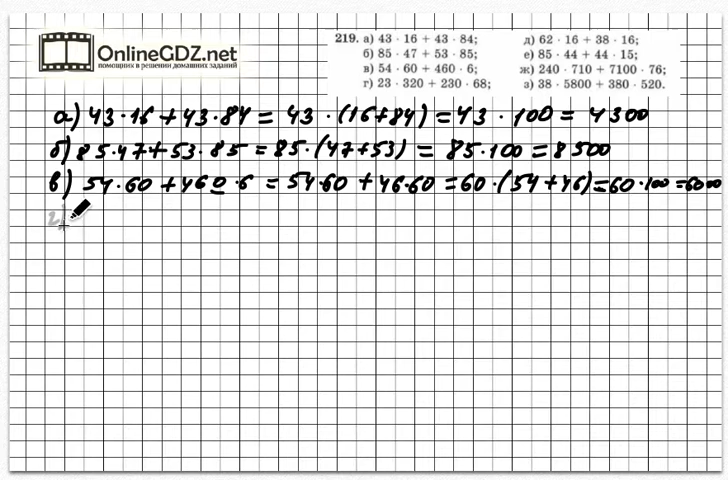 OnlineGDZ.net
помощник в решении домашних заданий
219. а) 43 · 16 + 43 · 84;
б) 85 · 47 + 53 · 85;
в) 54 · 60 + 460 · 6;
г) 23 · 320 + 230 · 68;
д) 62 · 16 + 38 · 16;
е) 85 · 44 + 44 · 15;
ж) 240 · 710 + 7100 · 76;
з) 38 · 5800 + 380 · 520.
а) 43·16+43·84 = 43 · (16+84) = 43 · 100 = 4300
б) 85·47+53·85 = 85·(47+53) = 85·100 = 8500
в) 54·60+460·6 = 54·60 + 46·60 = 60·(54+46) = 60·100 = 6000
г)